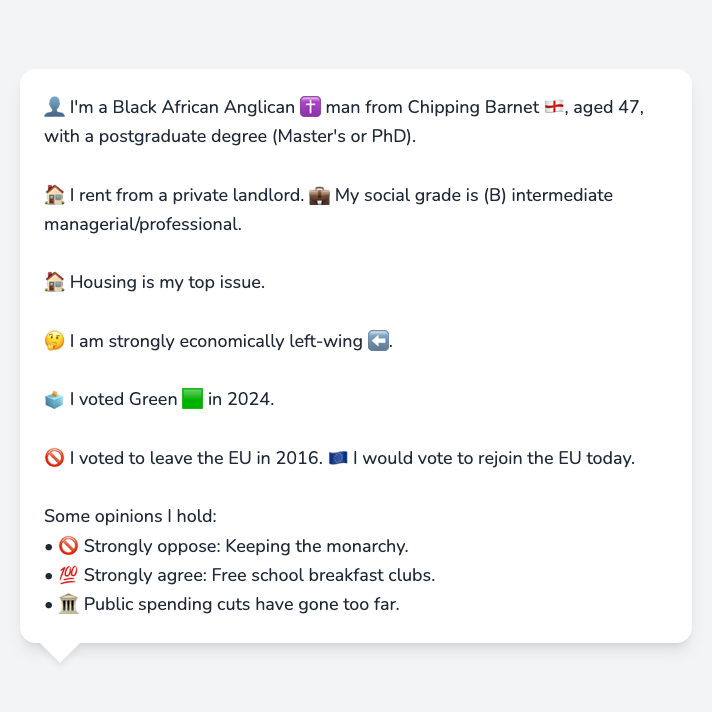 👤 I'm a Black African Anglican ✝️ man from Chipping Barnet 🏴󠁧󠁢󠁥󠁮󠁧󠁿, aged 47,
with a postgraduate degree (Master's or PhD).
🏠 I rent from a private landlord. 💼 My social grade is (B) intermediate
managerial/professional.
🏠 Housing is my top issue.
🤔 I am strongly economically left-wing ⬅️.
🗳️ I voted Green 🟩 in 2024.
🚫 I voted to leave the EU in 2016. 🇪🇺 I would vote to rejoin the EU today.
Some opinions I hold:
• 🚫 Strongly oppose: Keeping the monarchy.
• 💯 Strongly agree: Free school breakfast clubs.
• 🏛️ Public spending cuts have gone too far.